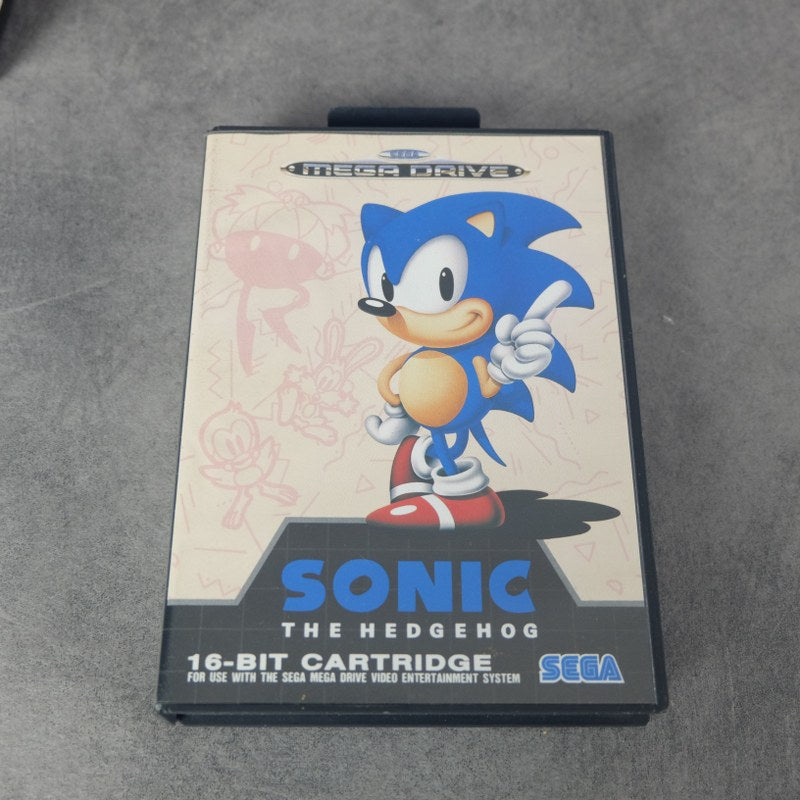 SEGA
MEGA DRIVE
SONIC
THE HEDGEHOG
16-BIT CARTRIDGE
FOR USE WITH THE SEGA MEGA DRIVE VIDEO ENTERTAINMENT SYSTEM
SEGA